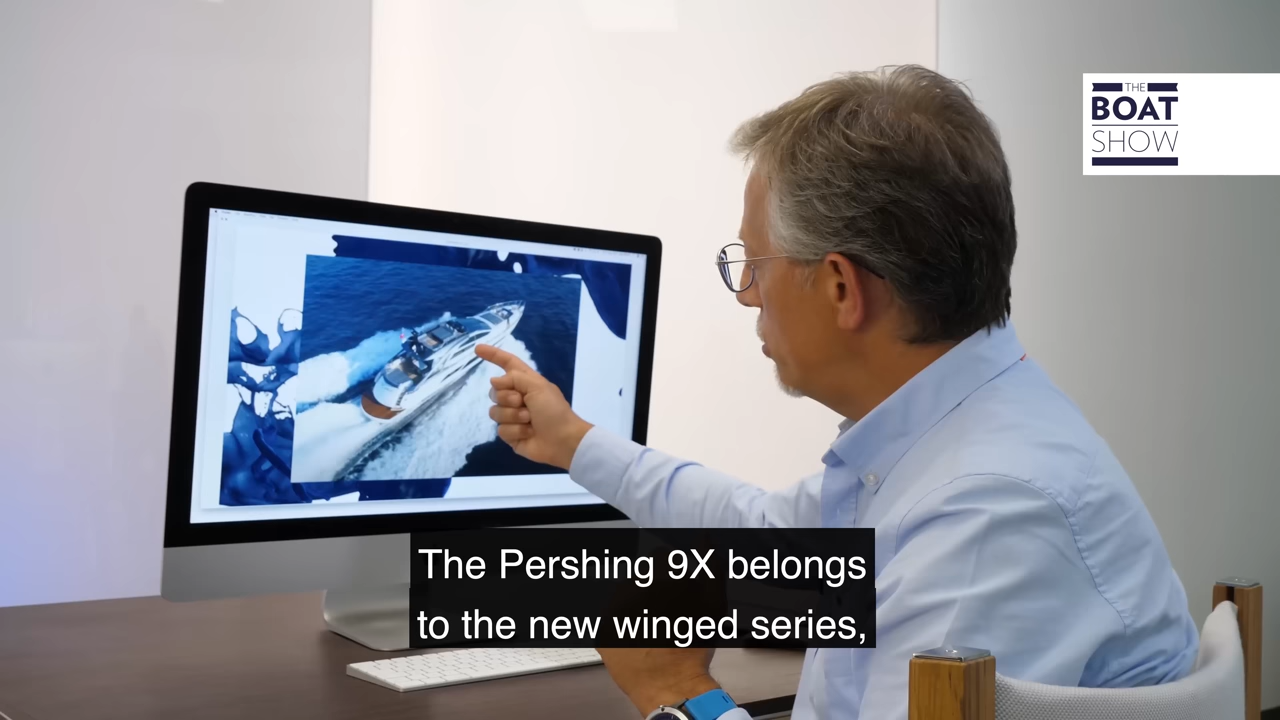 THE
BOAT
SHOW
The Pershing 9X belongs
to the new winged series,